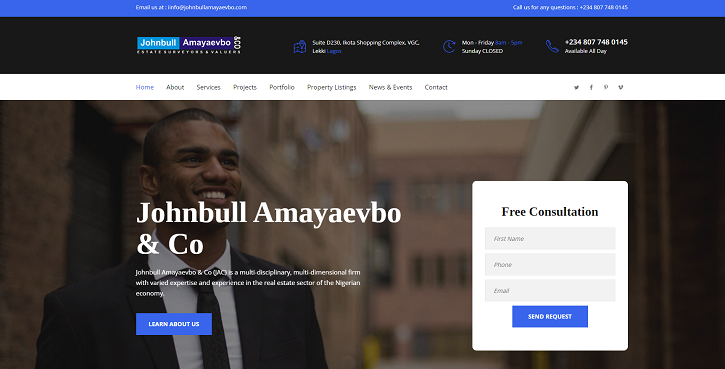 Email us at : info@johnbullamayaevbo.com
Call us for any questions : +234 807 748 0145
Johnbull Amayaevbo & CO
ESTATE SURVEYORS & VALUERS
Suite D230, Ikota Shopping Complex, VGC,
Lekki Lagos
Mon - Friday 8am - 5pm
Sunday CLOSED
+234 807 748 0145
Available All Day
Home About Services Projects Portfolio Property Listings News & Events Contact
Johnbull Amayaevbo
& Co
Johnbull Amayaevbo & Co (JAC) is a multi-disciplinary, multi-dimensional firm
with varied expertise and experience in the real estate sector of the Nigerian
economy.
LEARN ABOUT US
Free Consultation
First Name
Phone
Email
SEND REQUEST